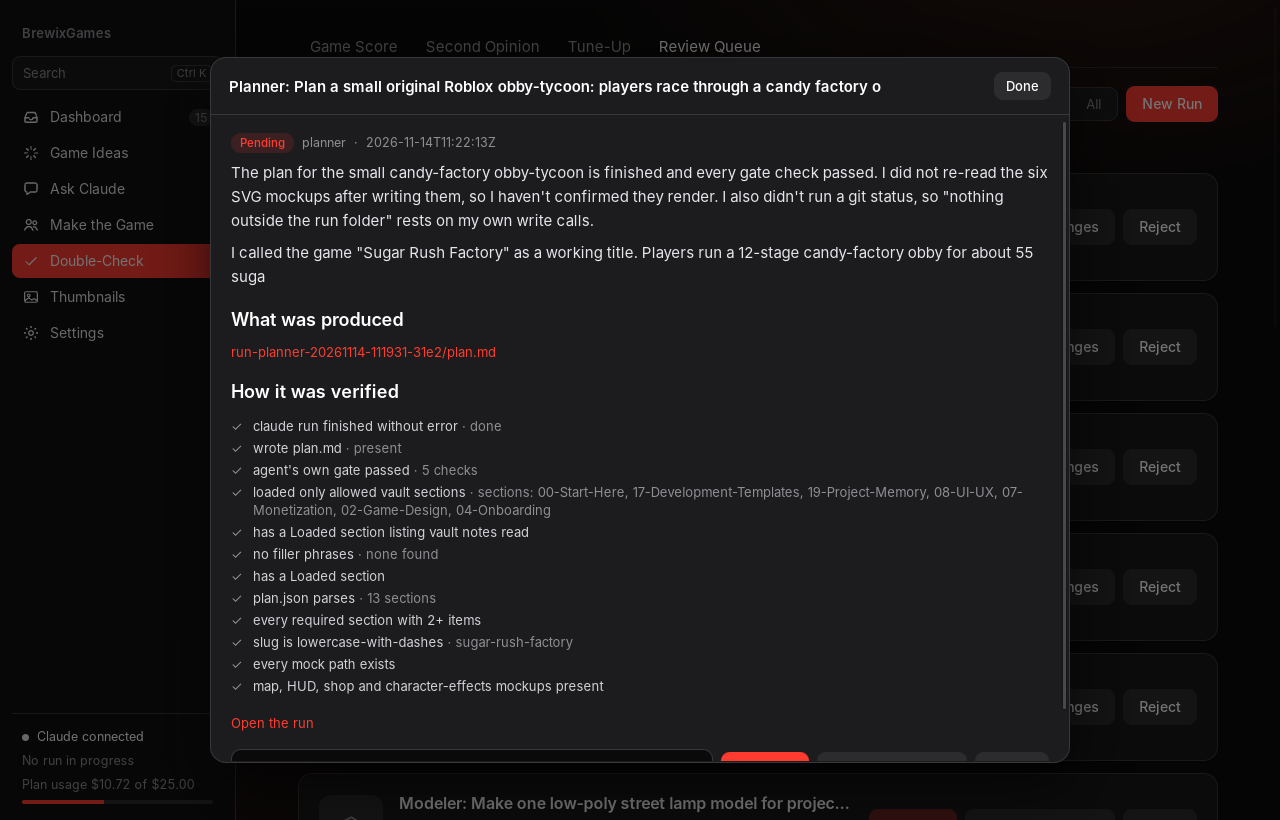 BrewixGames
Search
Ctrl K
Dashboard
15
Game Ideas
Ask Claude
Make the Game
Double-Check
Thumbnails
Settings
Claude connected
No run in progress
Plan usage $10.72 of $25.00
Game Score
Second Opinion
Tune-Up
Review Queue
All
New Run
Planner: Plan a small original Roblox obby-tycoon: players race through a candy factory o
Done
Pending planner · 2026-11-14T11:22:13Z
The plan for the small candy-factory obby-tycoon is finished and every gate check passed. I did not re-read the six
SVG mockups after writing them, so I haven't confirmed they render. I also didn't run a git status, so "nothing
outside the run folder" rests on my own write calls.
I called the game "Sugar Rush Factory" as a working title. Players run a 12-stage candy-factory obby for about 55
suga
What was produced
run-planner-20261114-111931-31e2/plan.md
How it was verified
✓ claude run finished without error · done
✓ wrote plan.md · present
✓ agent's own gate passed · 5 checks
✓ loaded only allowed vault sections · sections: 00-Start-Here, 17-Development-Templates, 19-Project-Memory, 08-UI-UX, 07-
Monetization, 02-Game-Design, 04-Onboarding
✓ has a Loaded section listing vault notes read
✓ no filler phrases · none found
✓ has a Loaded section
✓ plan.json parses · 13 sections
✓ every required section with 2+ items
✓ slug is lowercase-with-dashes · sugar-rush-factory
✓ every mock path exists
✓ map, HUD, shop and character-effects mockups present
Open the run
nges
Reject
nges
Reject
nges
Reject
nges
Reject
nges
Reject
Modeler: Make one low-poly street lamp model for projec...